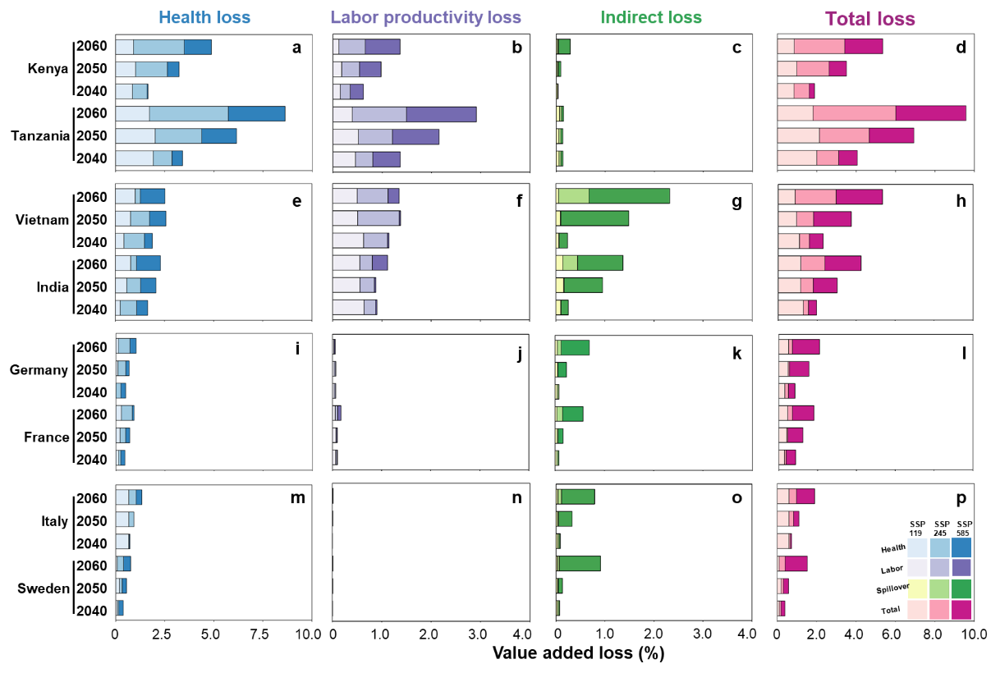 Health loss Labor productivity loss Indirect loss Total loss
a b c d
Kenya
2060
2050
2040
Tanzania
2060
2050
2040
e f g h
Vietnam
2060
2050
2040
India
2060
2050
2040
i j k l
Germany
2060
2050
2040
France
2060
2050
2040
m n o p
Italy
2060
2050
2040
Sweden
2060
2050
2040
SSP SSP SSP
119 245 585
Health
Labor
Spillover
Total
0 2.5 5.0 7.5 10.0 0 1.0 2.0 3.0 4.0 0 1.0 2.0 3.0 4.0 0 2.0 4.0 6.0 8.0 10.0
Value added loss (%)